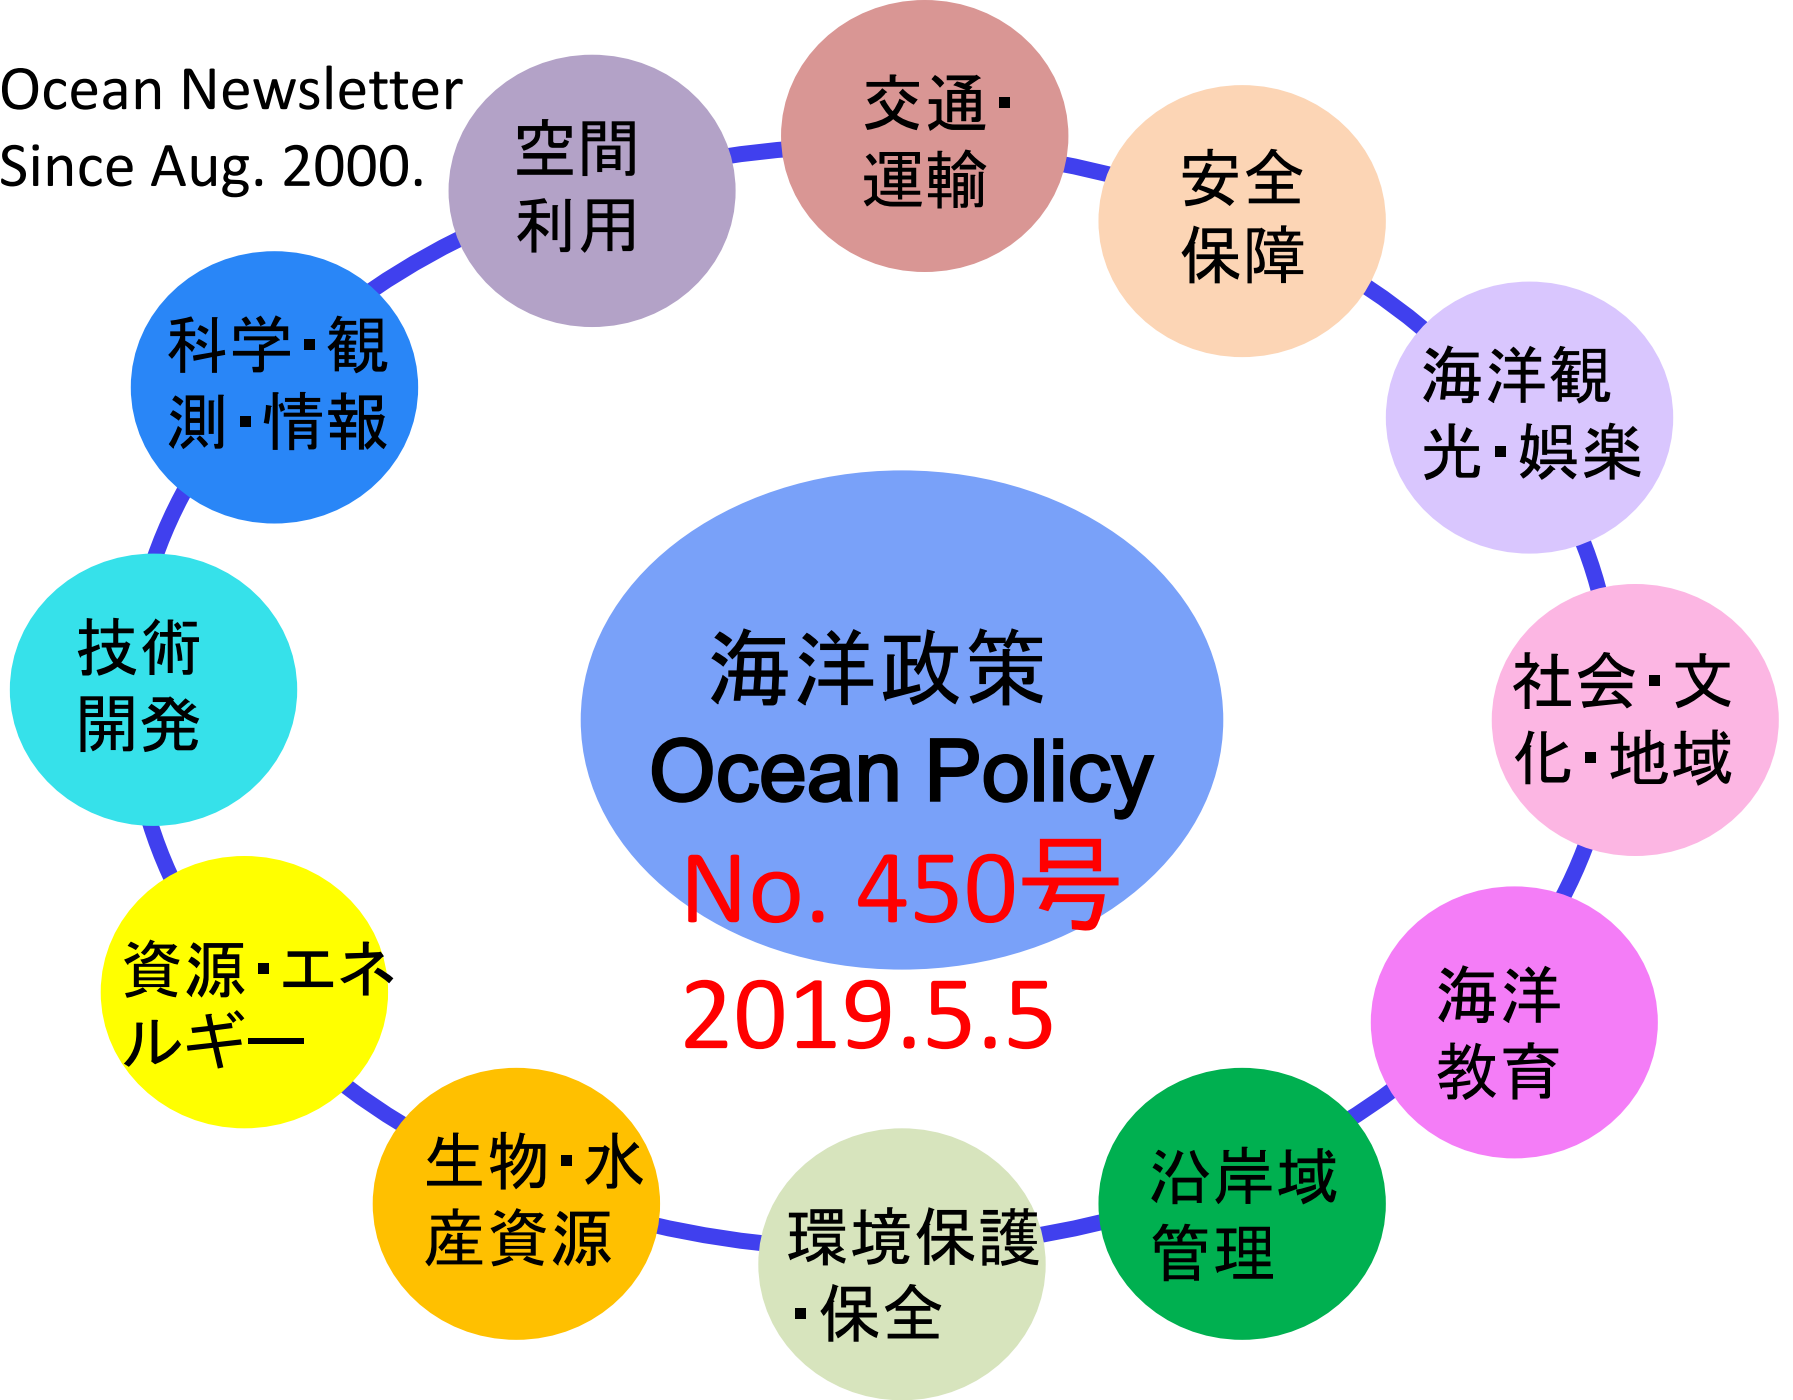 Ocean Newsletter
Since Aug. 2000.
空間
利用
交通・
運輸
安全
保障
海洋観
光・娯楽
社会・文
化・地域
海洋
教育
沿岸域
管理
環境保護
・保全
生物・水
産資源
資源・エネ
ルギー
技術
開発
科学・観
測・情報
海洋政策
Ocean Policy
No. 450号
2019.5.5